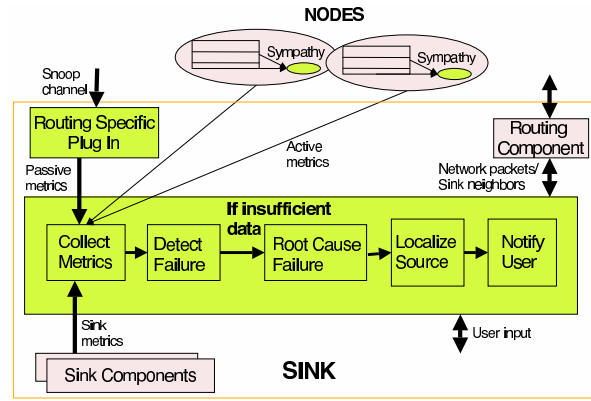 NODES
Sympathy
Sympathy
Snoop
channel
Routing Specific
Plug In
Active
metrics
Routing
Component
Passive
metrics
Network packets/
Sink neighbors
If insufficient
data
Collect
Metrics
Detect
Failure
Root Cause
Failure
Localize
Source
Notify
User
Sink
metrics
User input
Sink Components
SINK